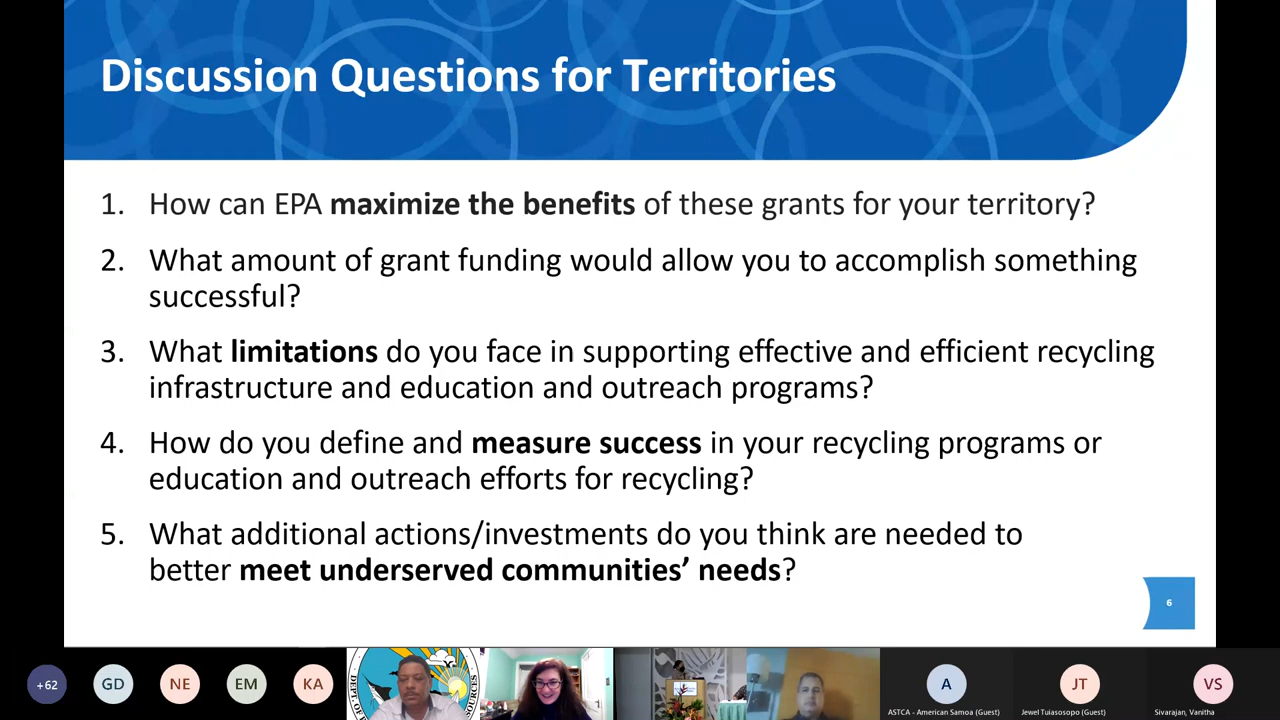 Discussion Questions for Territories
1. How can EPA maximize the benefits of these grants for your territory?
2. What amount of grant funding would allow you to accomplish something
successful?
3. What limitations do you face in supporting effective and efficient recycling
infrastructure and education and outreach programs?
4. How do you define and measure success in your recycling programs or
education and outreach efforts for recycling?
5. What additional actions/investments do you think are needed to
better meet underserved communities’ needs?
6
+62
GD
NE
EM
KA
DEPT OF
A
JT
VS
ASTCA - American Samoa (Guest)
Jewel Tuiasosopo (Guest)
Sivarajan, Vanitha